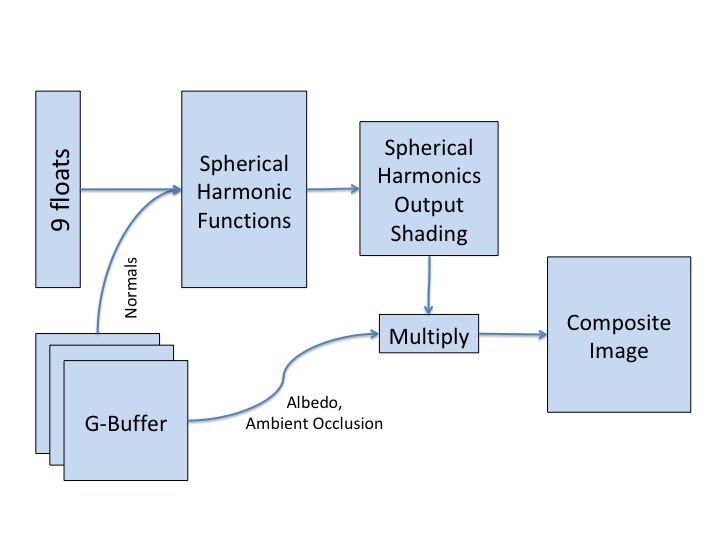 9 floats
Spherical
Harmonic
Functions
Spherical
Harmonics
Output
Shading
Normals
Multiply
Composite
Image
G-Buffer
Albedo,
Ambient Occlusion